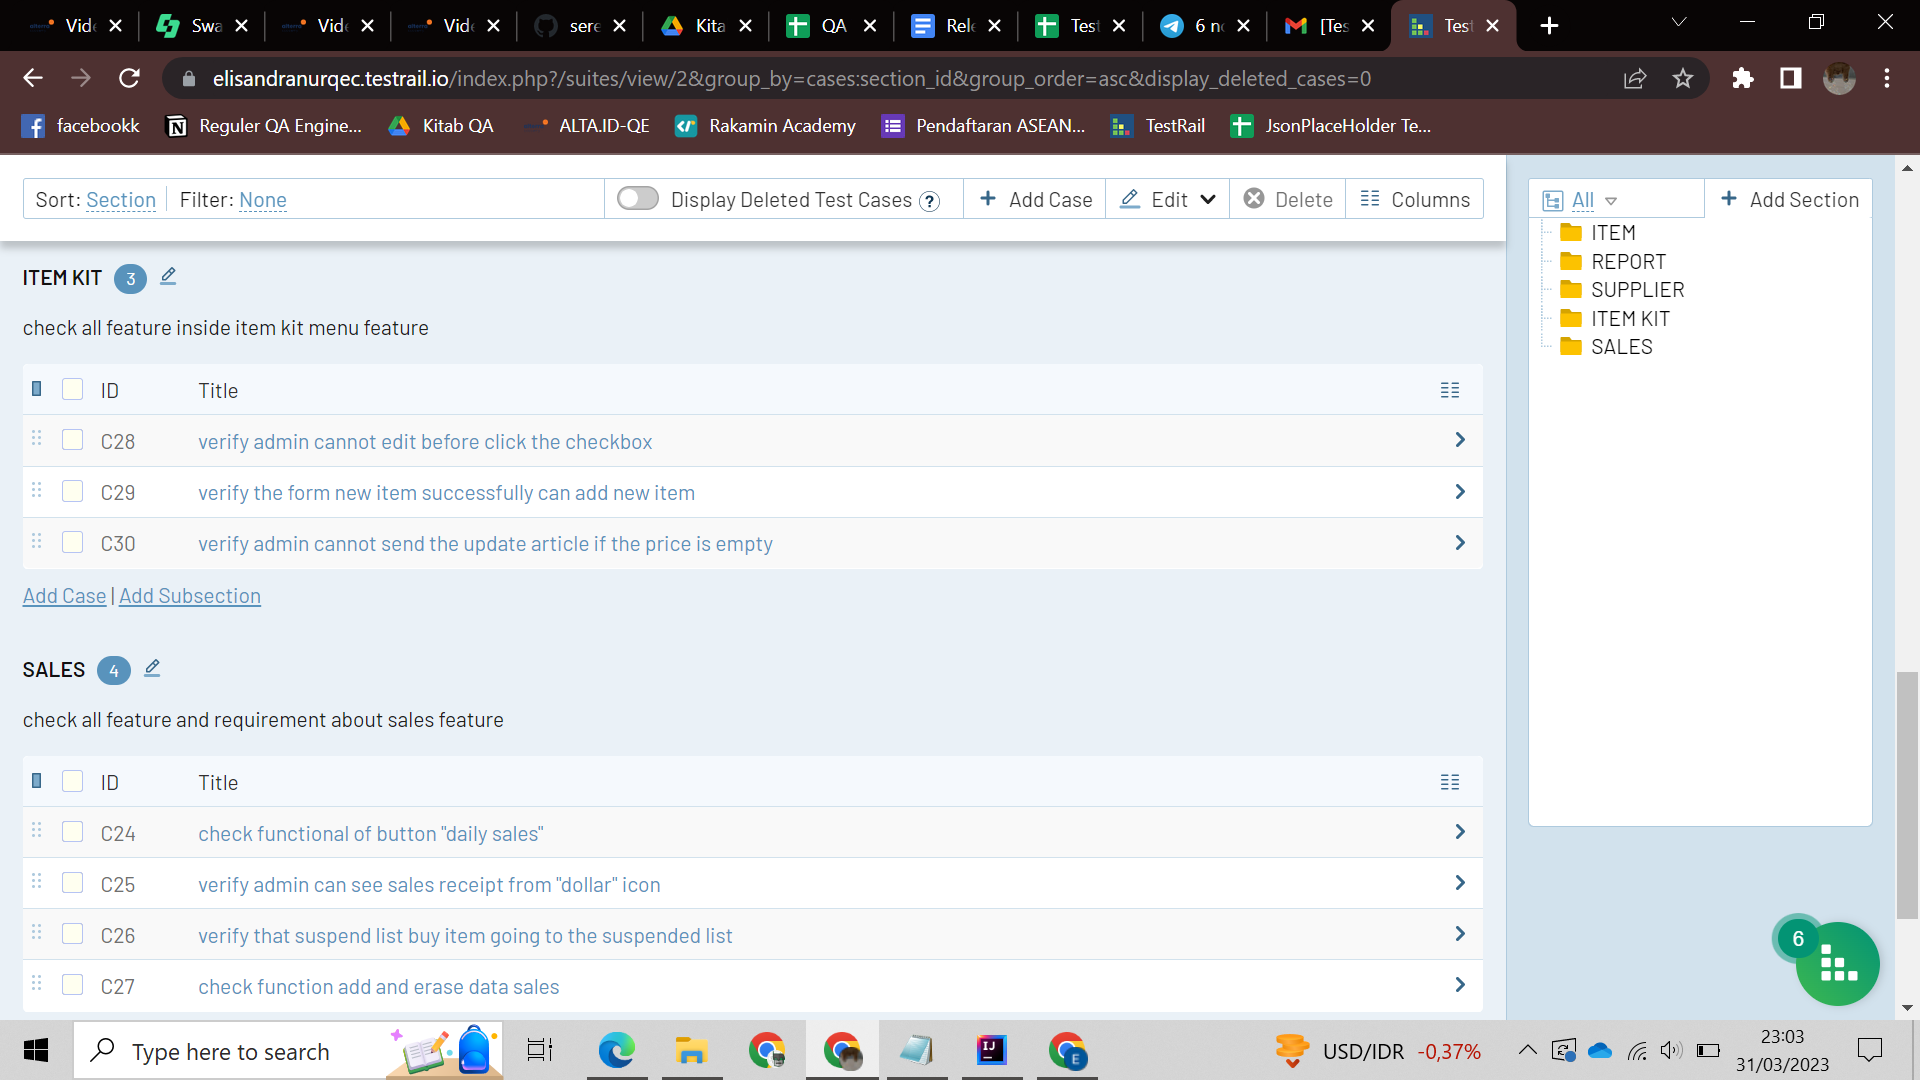 Vide
Swa
Vide
Vide
sere
Kita
QA
Rele
Test
6 no
[Tes
Test
elisandranurqec.testrail.io/index.php?/suites/view/2&group_by=cases:section_id&group_order=asc&display_deleted_cases=0
facebookk
Reguler QA Engine...
Kitab QA
ALTA.ID-QE
Rakamin Academy
Pendaftaran ASEAN...
TestRail
JsonPlaceHolder Te...
Sort: Section
Filter: None
Display Deleted Test Cases ?
+ Add Case
Edit
Delete
Columns
All
+ Add Section
ITEM
REPORT
SUPPLIER
ITEM KIT
SALES
ITEM KIT 3
check all feature inside item kit menu feature
ID Title
C28 verify admin cannot edit before click the checkbox
C29 verify the form new item successfully can add new item
C30 verify admin cannot send the update article if the price is empty
Add Case | Add Subsection
SALES 4
check all feature and requirement about sales feature
ID Title
C24 check functional of button "daily sales"
C25 verify admin can see sales receipt from "dollar" icon
C26 verify that suspend list buy item going to the suspended list
C27 check function add and erase data sales
6
Type here to search
IJ
E
USD/IDR -0,37%
23:03
31/03/2023